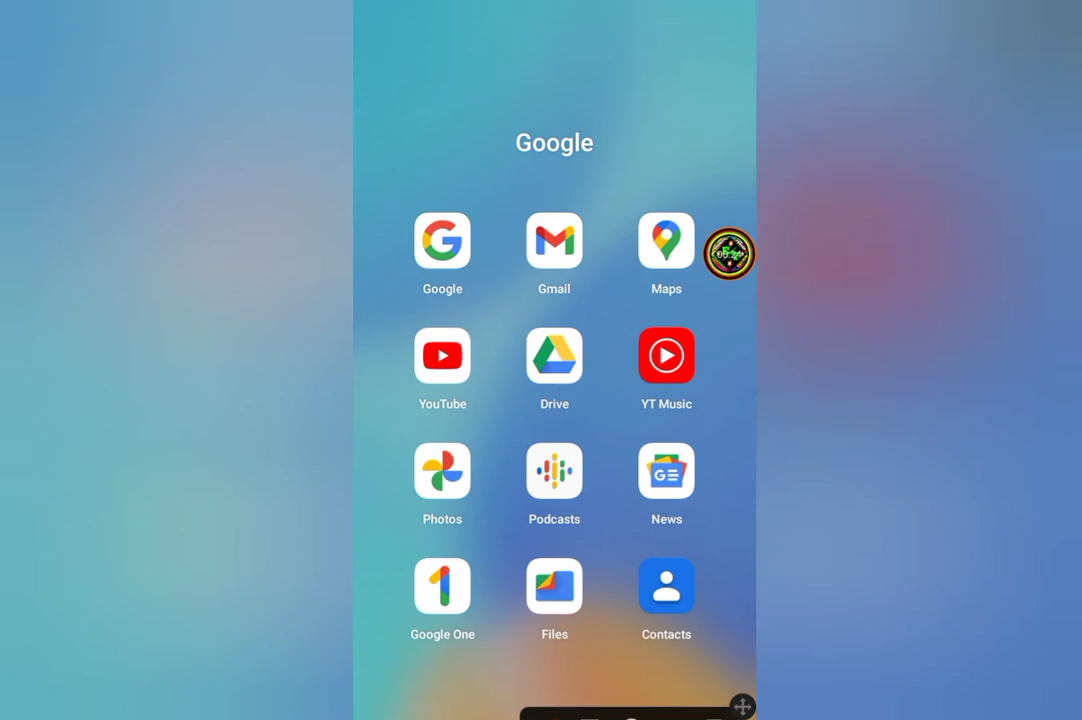 Google
Google Gmail Maps
YouTube Drive YT Music
Photos Podcasts News
Google One Files Contacts